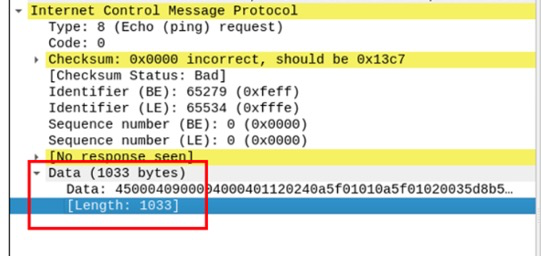 Internet Control Message Protocol
Type: 8 (Echo (ping) request)
Code: 0
Checksum: 0x0000 incorrect, should be 0x13c7
[Checksum Status: Bad]
Identifier (BE): 65279 (0xfeff)
Identifier (LE): 65534 (0xfffe)
Sequence number (BE): 0 (0x0000)
Sequence number (LE): 0 (0x0000)
[No response seen]
Data (1033 bytes)
Data: 450004090000400040112024​0a5f01010a5f01020035d8b5…
[Length: 1033]